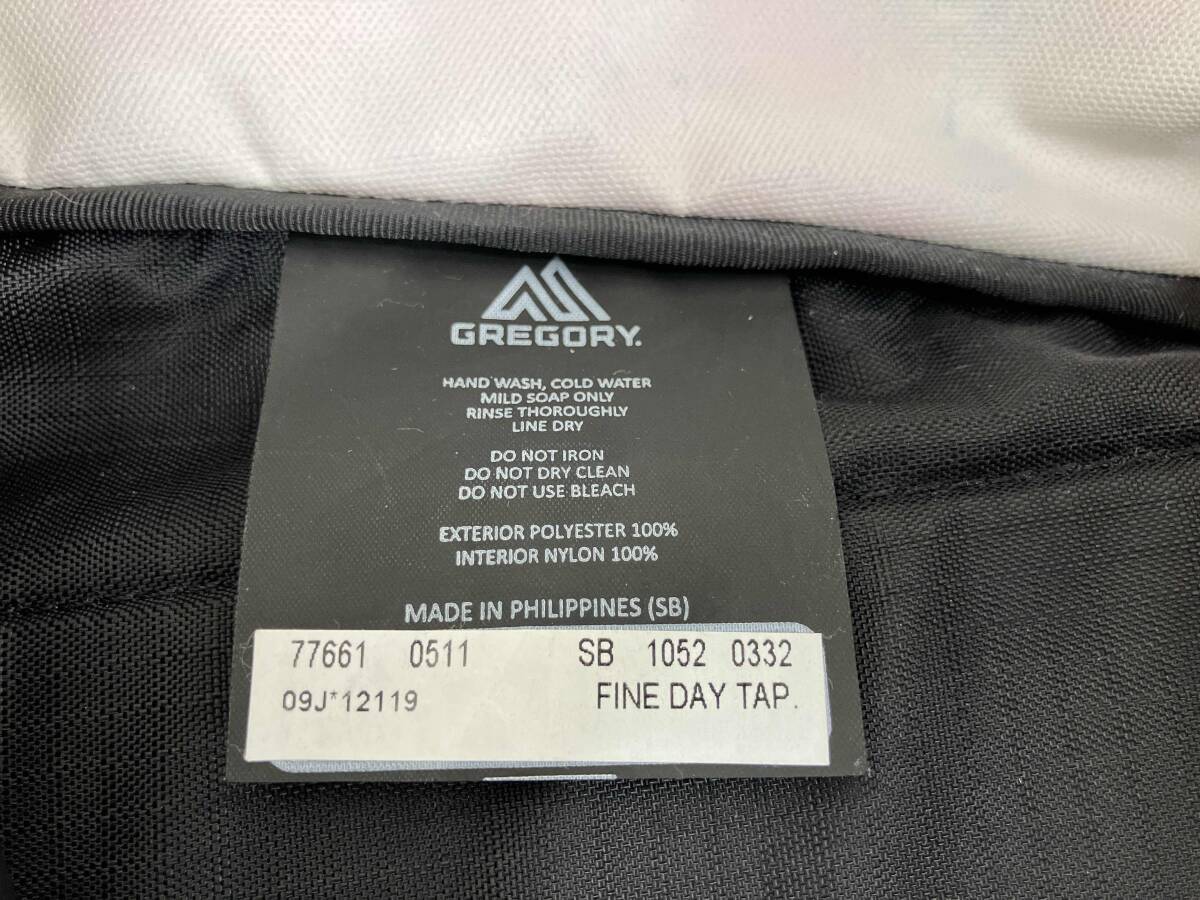 GREGORY.
HAND WASH, COLD WATER
MILD SOAP ONLY
RINSE THOROUGHLY
LINE DRY
DO NOT IRON
DO NOT DRY CLEAN
DO NOT USE BLEACH
EXTERIOR POLYESTER 100%
INTERIOR NYLON 100%
MADE IN PHILIPPINES (SB)
77661 0511 SB 1052 0332
09J*12119 FINE DAY TAP.